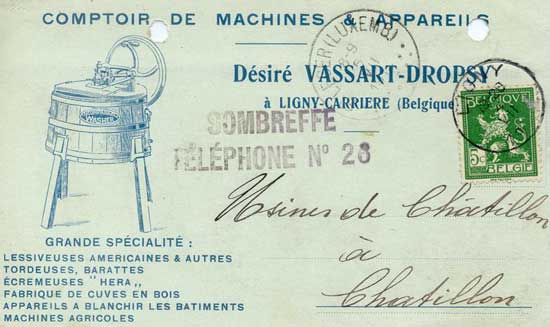 COMPTOIR DE MACHINES & APPAREILS
Désiré VASSART-DROPSY
à LIGNY-CARRIERE (Belgique)
SOMBREFFE
TÉLÉPHONE N° 28
BELGIQUE
5c
BELGIË
Usines de Châtillon
à
Chatillon
GRANDE SPÉCIALITÉ :
LESSIVEUSES AMERICAINES & AUTRES
TORDEUSES, BARATTES
ÉCREMEUSES "HERA,,
FABRIQUE DE CUVES EN BOIS
APPAREILS A BLANCHIR LES BATIMENTS
MACHINES AGRICOLES